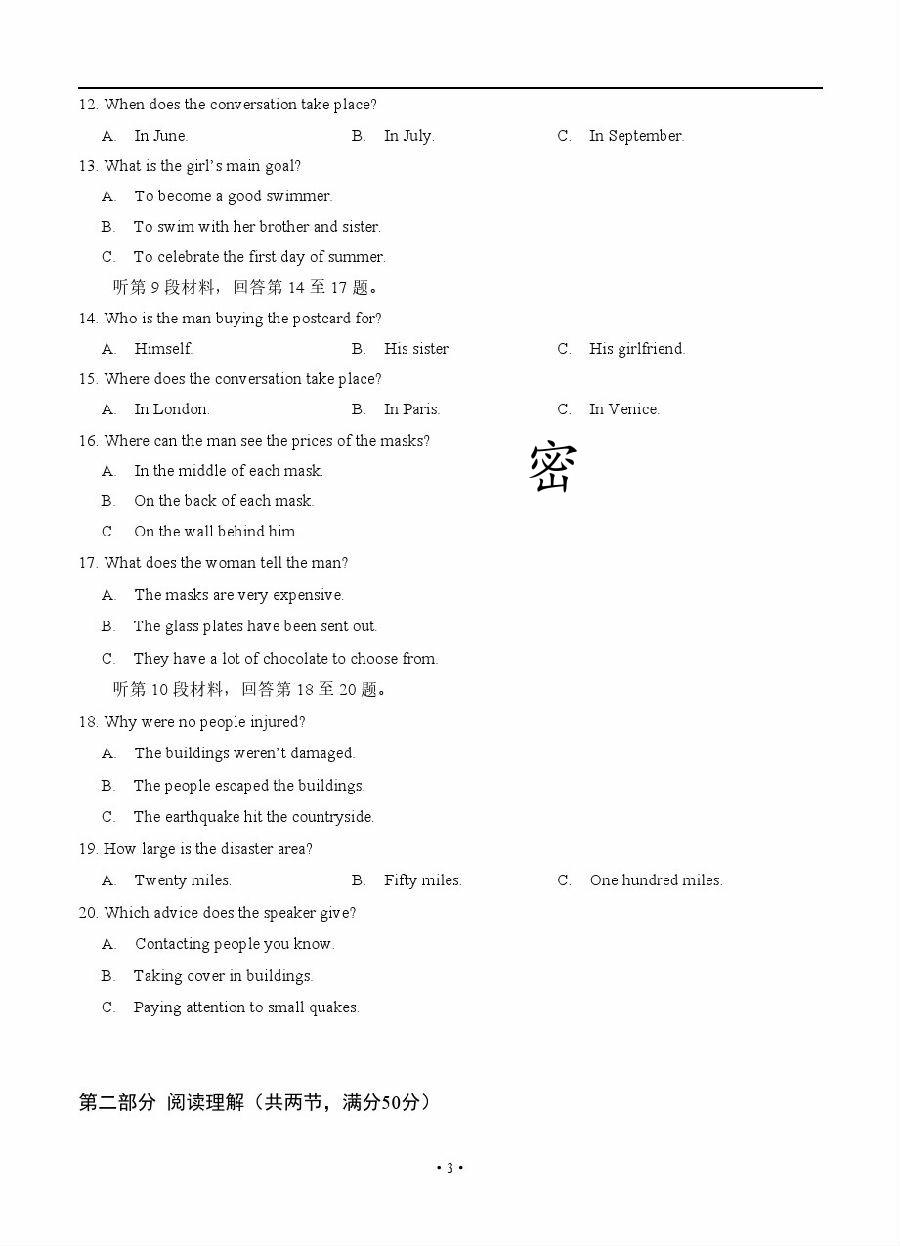 12. When does the conversation take place?
A. In June. B. In July. C. In September.
13. What is the girl's main goal?
A. To become a good swimmer.
B. To swim with her brother and sister.
C. To celebrate the first day of summer.
听第 9 段材料，回答第 14 至 17 题。
14. Who is the man buying the postcard for?
A. Himself. B. His sister C. His girlfriend.
15. Where does the conversation take place?
A. In London. B. In Paris. C. In Venice.
16. Where can the man see the prices of the masks?
密
A. In the middle of each mask.
B. On the back of each mask.
C On the wall behind him
17. What does the woman tell the man?
A. The masks are very expensive.
B. The glass plates have been sent out.
C. They have a lot of chocolate to choose from.
听第 10 段材料，回答第 18 至 20 题。
18. Why were no people injured?
A. The buildings weren't damaged.
B. The people escaped the buildings.
C. The earthquake hit the countryside.
19. How large is the disaster area?
A. Twenty miles. B. Fifty miles. C. One hundred miles.
20. Which advice does the speaker give?
A. Contacting people you know.
B. Taking cover in buildings.
C. Paying attention to small quakes.
第二部分 阅读理解（共两节，满分50分）
• 3 •